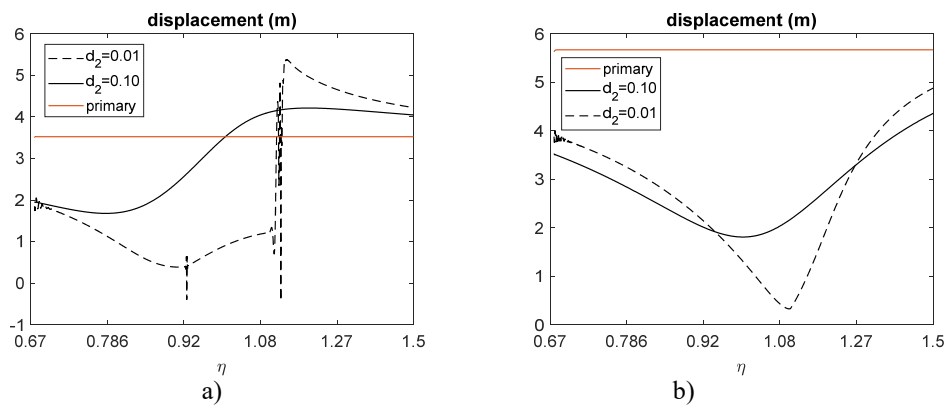 displacement (m)
6
5
4
3
2
1
0
-1
d2=0.01
d2=0.10
primary
0.67 0.786 0.92 1.08 1.27 1.5
η
a)
displacement (m)
6
5
4
3
2
1
0
primary
d2=0.10
d2=0.01
0.67 0.786 0.92 1.08 1.27 1.5
η
b)